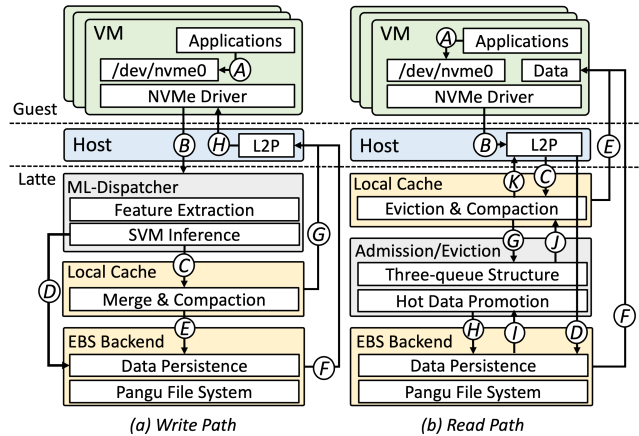 VM
Applications
A
/dev/nvme0
NVMe Driver
Guest
Host
B
H
L2P
Latte
ML-Dispatcher
Feature Extraction
SVM Inference
C
G
D
Local Cache
Merge & Compaction
E
EBS Backend
Data Persistence
F
Pangu File System
(a) Write Path
VM
A
Applications
/dev/nvme0
Data
NVMe Driver
Host
B
L2P
E
K
C
Local Cache
Eviction & Compaction
G
J
Admission/Eviction
Three-queue Structure
Hot Data Promotion
F
H
I
D
EBS Backend
Data Persistence
Pangu File System
(b) Read Path